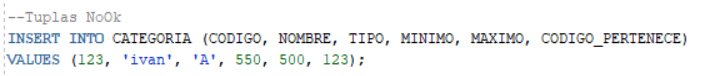 --Tuplas NoOk
INSERT INTO CATEGORIA (CODIGO, NOMBRE, TIPO, MINIMO, MAXIMO, CODIGO_PERTENECE)
VALUES (123, 'ivan', 'A', 550, 500, 123);